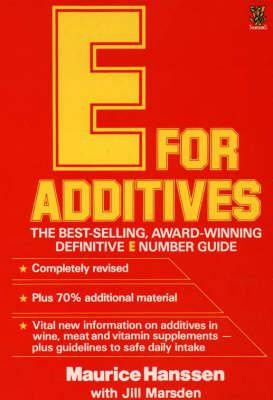 E FOR
ADDITIVES
THE BEST-SELLING, AWARD-WINNING
DEFINITIVE E NUMBER GUIDE
★ Completely revised
★ Plus 70% additional material
★ Vital new information on additives in
wine, meat and vitamin supplements —
plus guidelines to safe daily intake
Maurice Hanssen
with Jill Marsden